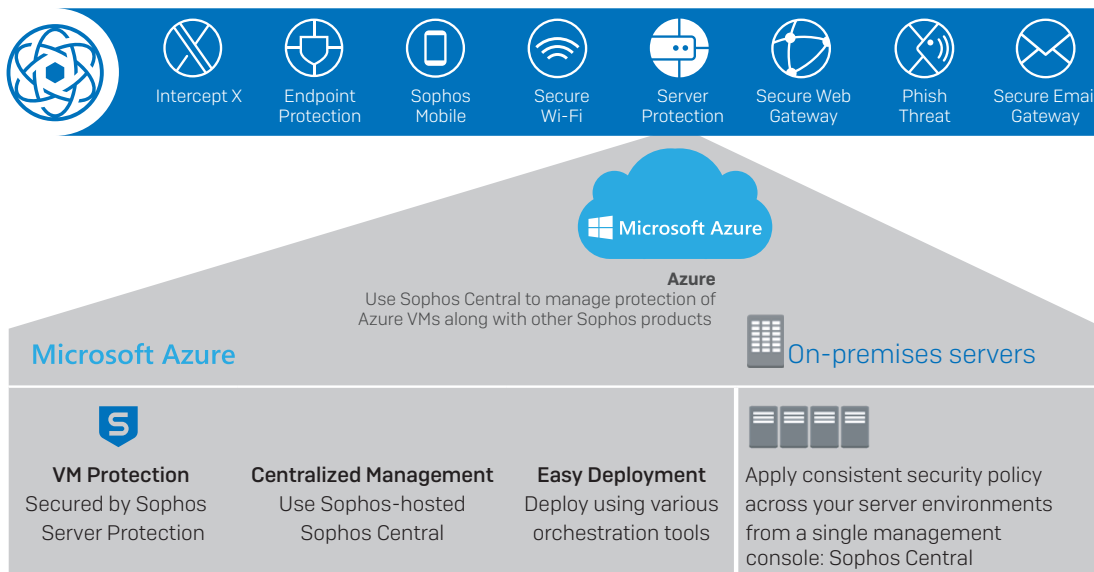 Intercept X
Endpoint
Protection
Sophos
Mobile
Secure
Wi-Fi
Server
Protection
Secure Web
Gateway
Phish
Threat
Secure Emai
Gateway
Microsoft Azure
Azure
Use Sophos Central to manage protection of
Azure VMs along with other Sophos products
Microsoft Azure
On-premises servers
S
VM Protection
Secured by Sophos
Server Protection
Centralized Management
Use Sophos-hosted
Sophos Central
Easy Deployment
Deploy using various
orchestration tools
Apply consistent security policy
across your server environments
from a single management
console: Sophos Central